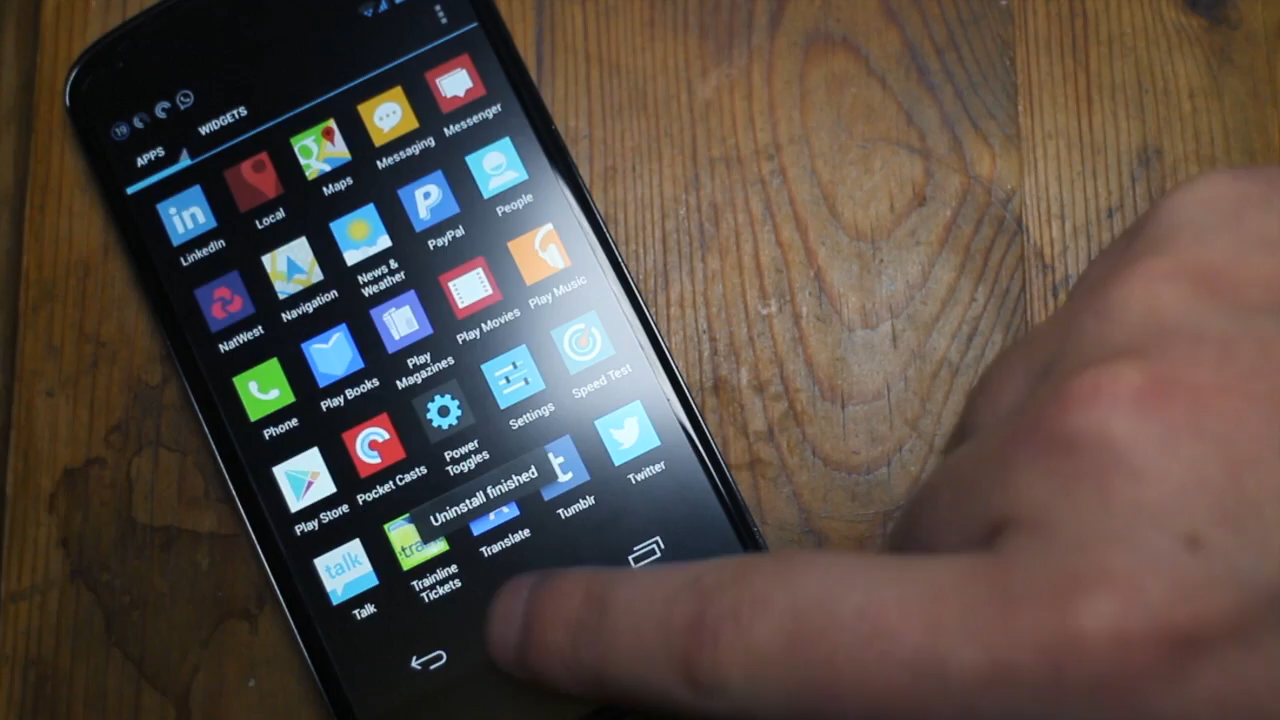 19
APPS
WIDGETS
in
LinkedIn
Local
Maps
Messaging
Messenger
NatWest
Navigation
News &
Weather
PayPal
People
Phone
Play Books
Play
Magazines
Play Movies
Play Music
Play Store
Pocket Casts
Power
Toggles
Settings
Speed Test
Uninstall finished
talk
Talk
Trainline
Tickets
Translate
t
Tumblr
Twitter